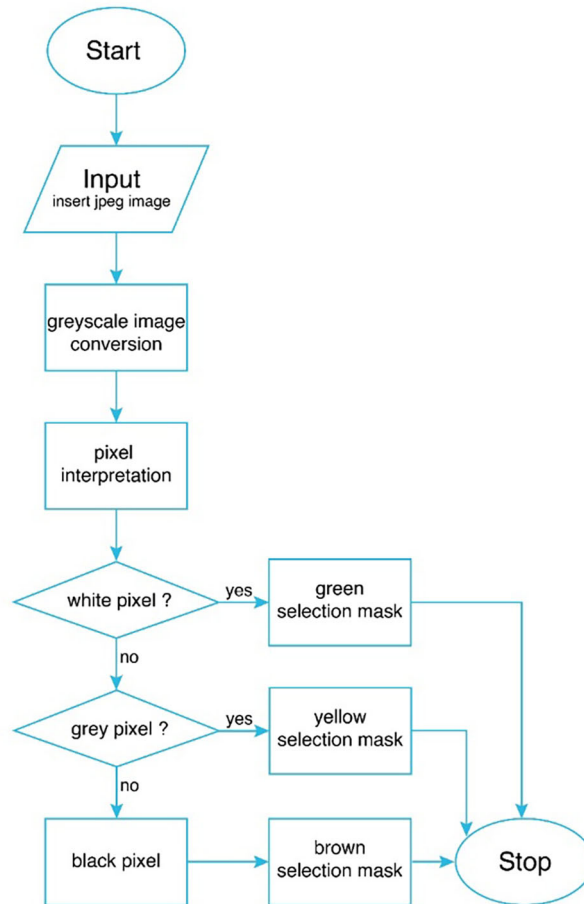 Start
Input
insert jpeg image
greyscale image
conversion
pixel
interpretation
white pixel ?
yes
green
selection mask
no
grey pixel ?
yes
yellow
selection mask
no
black pixel
brown
selection mask
Stop